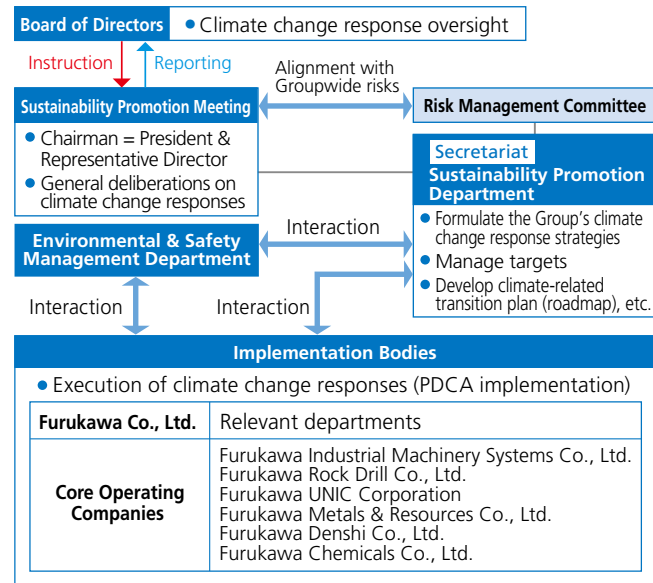 Board of Directors
• Climate change response oversight
Instruction
Reporting
Alignment with
Groupwide risks
Sustainability Promotion Meeting
• Chairman = President &
Representative Director
• General deliberations on
climate change responses
Risk Management Committee
Secretariat
Sustainability Promotion
Department
• Formulate the Group's climate
change response strategies
• Manage targets
• Develop climate-related
transition plan (roadmap), etc.
Interaction
Environmental & Safety
Management Department
Interaction
Interaction
Implementation Bodies
• Execution of climate change responses (PDCA implementation)
Furukawa Co., Ltd.
Relevant departments
Core Operating
Companies
Furukawa Industrial Machinery Systems Co., Ltd.
Furukawa Rock Drill Co., Ltd.
Furukawa UNIC Corporation
Furukawa Metals & Resources Co., Ltd.
Furukawa Denshi Co., Ltd.
Furukawa Chemicals Co., Ltd.